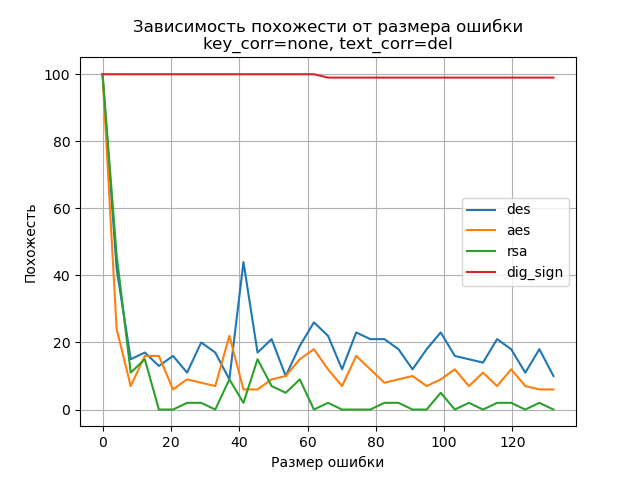 Зависимость похожести от размера ошибки
key_corr=none, text_corr=del
100
80
60
40
20
0
Похожесть
des
aes
rsa
dig_sign
0 20 40 60 80 100 120
Размер ошибки